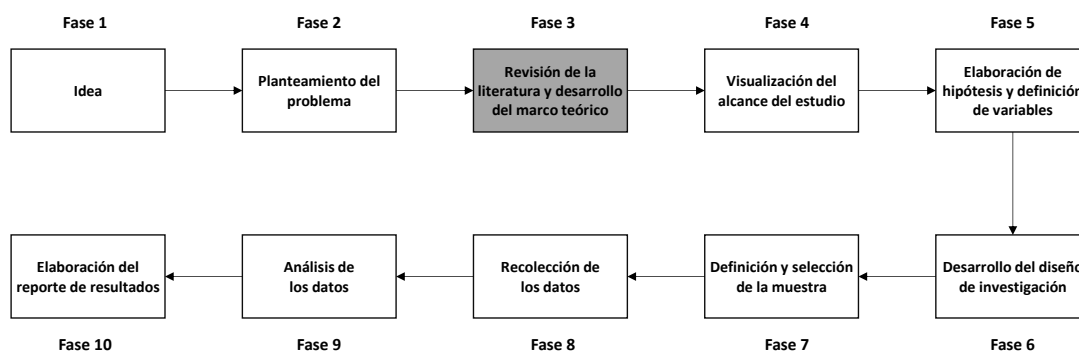 Fase 1
Fase 2
Fase 3
Fase 4
Fase 5
Idea
Planteamiento del
problema
Revisión de la
literatura y desarrollo
del marco teórico
Visualización del
alcance del estudio
Elaboración de
hipótesis y definición
de variables
Elaboración del
reporte de resultados
Análisis de
los datos
Recolección de
los datos
Definición y selección
de la muestra
Desarrollo del diseño
de investigación
Fase 10
Fase 9
Fase 8
Fase 7
Fase 6